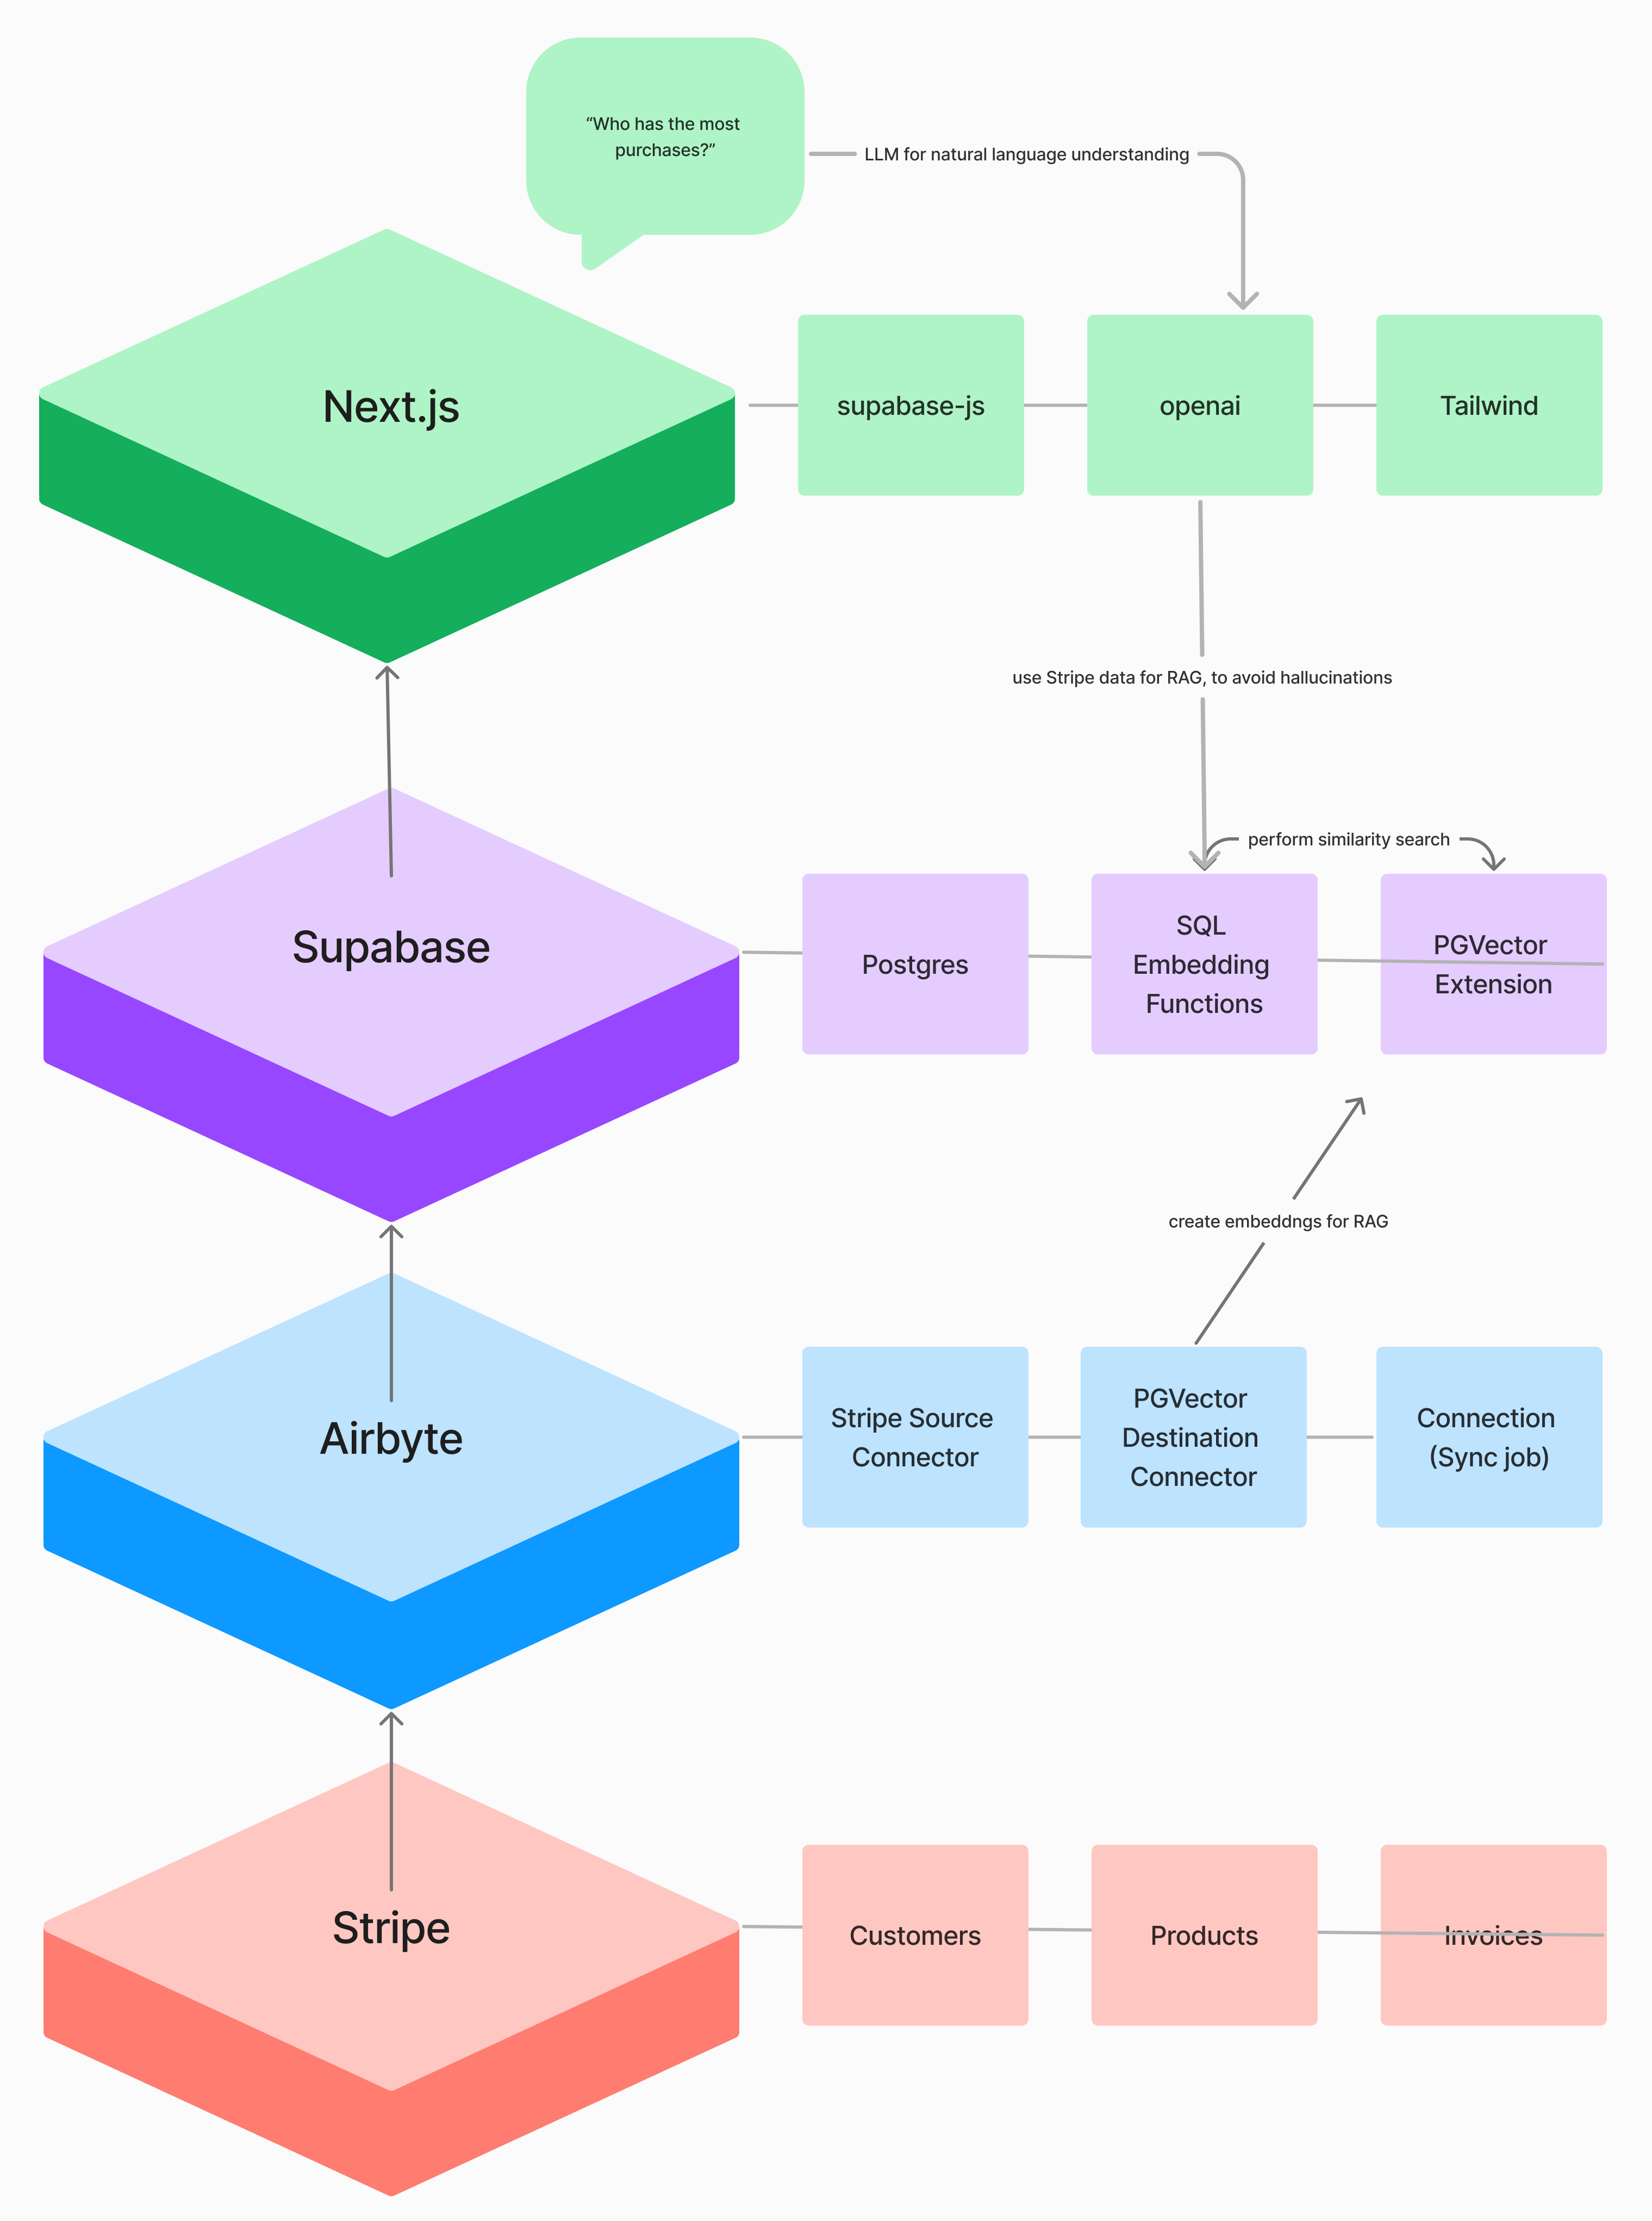 “Who has the most
purchases?”
LLM for natural language understanding
Next.js
supabase-js
openai
Tailwind
use Stripe data for RAG, to avoid hallucinations
perform similarity search
Supabase
Postgres
SQL
Embedding
Functions
PGVector
Extension
create embeddngs for RAG
Airbyte
Stripe Source
Connector
PGVector
Destination
Connector
Connection
(Sync job)
Stripe
Customers
Products
Invoices